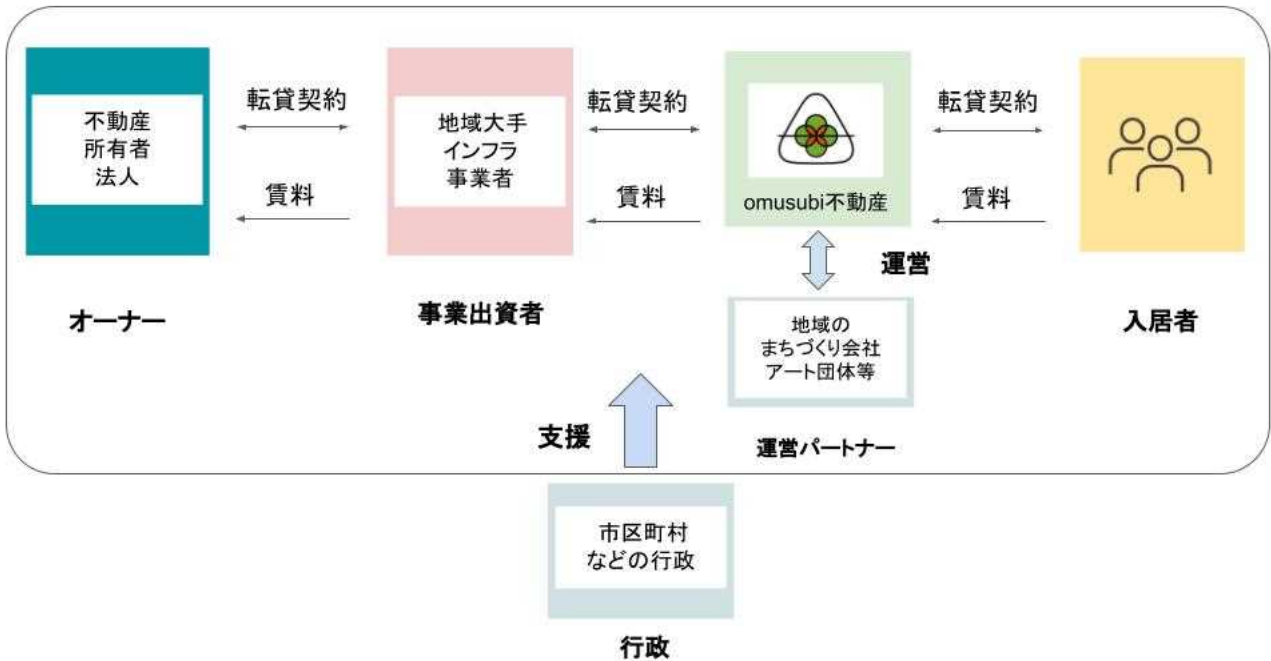 不動産
所有者
法人
オーナー
転貸契約
賃料
地域大手
インフラ
事業者
事業出資者
転貸契約
賃料
omusubi不動産
運営
地域の
まちづくり会社
アート団体等
運営パートナー
転貸契約
賃料
入居者
支援
市区町村
などの行政
行政